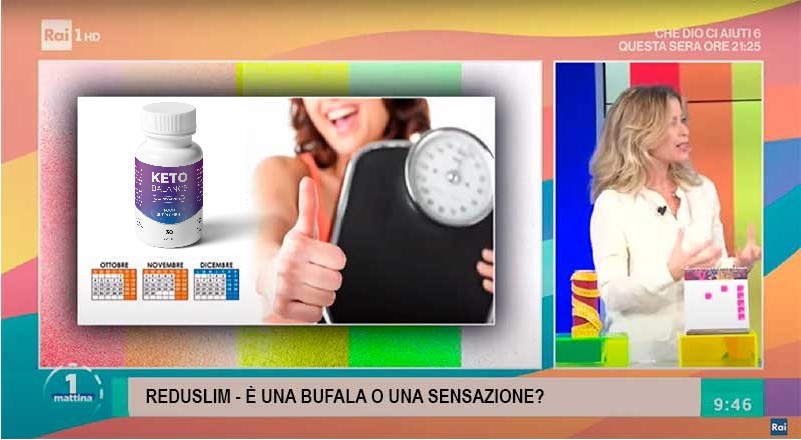 Rai 1 HD
CHE DIO CI AIUTI 6
QUESTA SERA ORE 21:25
KETO
BALANCE
30
OTTOBRE NOVEMBRE DICEMBRE
1
mattina
REDUSLIM - È UNA BUFALA O UNA SENSAZIONE?
9:46
Rai